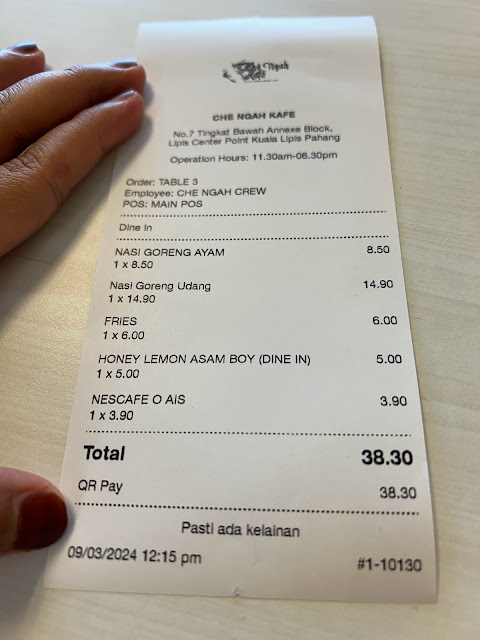 Che Ngah
Kafe
CHE NGAH KAFE
No.7 Tingkat Bawah Annexe Block,
Lipis Center Point Kuala Lipis Pahang
Operation Hours: 11.30am-06.30pm
Order: TABLE 3
Employee: CHE NGAH CREW
POS: MAIN POS
Dine in
NASI GORENG AYAM 8.50
1 x 8.50
Nasi Goreng Udang 14.90
1 x 14.90
FRIES 6.00
1 x 6.00
HONEY LEMON ASAM BOY (DINE IN) 5.00
1 x 5.00
NESCAFE O AIS 3.90
1 x 3.90
Total 38.30
QR Pay 38.30
Pasti ada kelainan
09/03/2024 12:15 pm #1-10130